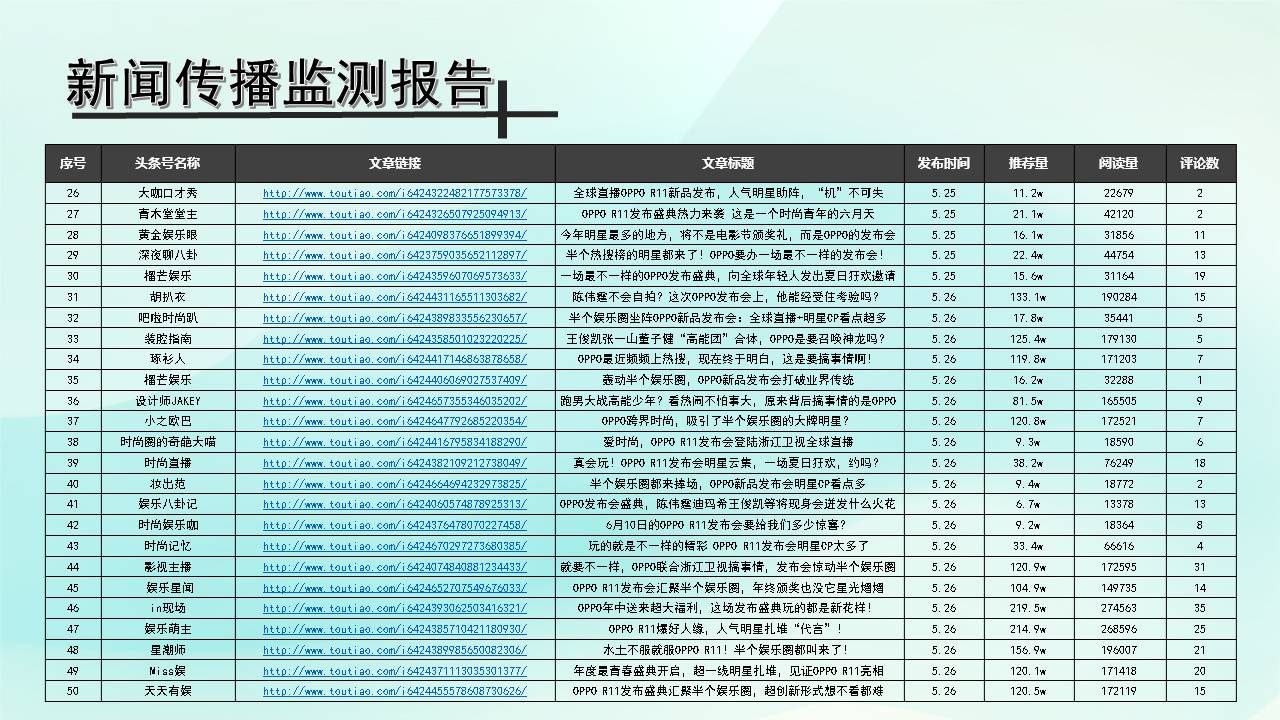 新闻传播监测报告
序号 头条号名称 文章链接 文章标题 发布时间 推荐量 阅读量 评论数
26 大咖口才秀 http://www.toutiao.com/i6424322482177573378/ 全球直播OPPO R11新品发布，人气明星助阵，“机”不可失 5.25 11.2w 22679 2
27 青木堂堂主 http://www.toutiao.com/i6424326507925094913/ OPPO R11发布盛典热力来袭 这是一个时尚青年的六月天 5.25 21.1w 42120 2
28 黄金娱乐眼 http://www.toutiao.com/i6424098376651899394/ 今年明星最多的地方，将不是电影节颁奖礼，而是OPPO的发布会 5.25 16.1w 31856 11
29 深夜聊八卦 http://www.toutiao.com/i6423759035652112897/ 半个热搜榜的明星都来了！OPPO要办一场最不一样的发布会！ 5.25 22.4w 44754 13
30 榴芒娱乐 http://www.toutiao.com/i6424359607069573633/ 一场最不一样的OPPO发布盛典，向全球年轻人发出夏日狂欢邀请 5.25 15.6w 31164 19
31 胡扒衣 http://www.toutiao.com/i6424431165511303682/ 陈伟霆不会自拍？这次OPPO发布会上，他能经受住考验吗？ 5.26 133.1w 190284 15
32 吧啦时尚趴 http://www.toutiao.com/i6424389833556230657/ 半个娱乐圈坐阵OPPO新品发布会：全球直播+明星CP看点超多 5.26 17.8w 35441 5
33 装腔指南 http://www.toutiao.com/i6424358501023220225/ 王俊凯张一山董子健“高能团”合体，OPPO是要召唤神龙吗？ 5.26 125.4w 179130 5
34 琢衫人 http://www.toutiao.com/i6424417146863878658/ OPPO最近频频上热搜，现在终于明白，这是要搞事情啊！ 5.26 119.8w 171203 7
35 榴芒娱乐 http://www.toutiao.com/i6424406069027537409/ 轰动半个娱乐圈，OPPO新品发布会打破业界传统 5.26 16.2w 32288 1
36 设计师JAKEY http://www.toutiao.com/i6424657355346035202/ 跑男大战高能少年？看热闹不怕事大，原来背后搞事情的是OPPO 5.26 81.5w 165505 9
37 小之欧巴 http://www.toutiao.com/i6424647792685220354/ OPPO跨界时尚，吸引了半个娱乐圈的大牌明星？ 5.26 120.8w 172521 7
38 时尚圈的奇葩大喵 http://www.toutiao.com/i6424416795834188290/ 爱时尚，OPPO R11发布会登陆浙江卫视全球直播 5.26 9.3w 18590 6
39 时尚直播 http://www.toutiao.com/i6424382109212738049/ 真会玩！OPPO R11发布会明星云集，一场夏日狂欢，约吗？ 5.26 38.2w 76249 18
40 妆出范 http://www.toutiao.com/i6424664694232973825/ 半个娱乐圈都来捧场，OPPO新品发布会明星CP看点多 5.26 9.4w 18772 2
41 娱乐八卦记 http://www.toutiao.com/i6424060574878925313/ OPPO发布会盛典，陈伟霆迪玛希王俊凯等将现身会迸发什么火花 5.26 6.7w 13378 13
42 时尚娱乐咖 http://www.toutiao.com/i6424376478070227458/ 6月10日的OPPO R11发布会要给我们多少惊喜？ 5.26 9.2w 18364 8
43 时尚记忆 http://www.toutiao.com/i6424670297273680385/ 玩的就是不一样的精彩 OPPO R11发布会明星CP太多了 5.26 33.4w 66616 4
44 影视主播 http://www.toutiao.com/i6424074840881234433/ 就要不一样，OPPO联合浙江卫视搞事情，发布会惊动半个娱乐圈 5.26 120.9w 172595 31
45 娱乐星闻 http://www.toutiao.com/i6424652707549676033/ OPPO R11发布会汇聚半个娱乐圈，年终颁奖也没它星光熠熠 5.26 104.9w 149735 14
46 in现场 http://www.toutiao.com/i6424393062503416321/ OPPO年中送来超大福利，这场发布盛典玩的都是新花样！ 5.26 219.5w 274563 35
47 娱乐萌主 http://www.toutiao.com/i6424385710421180930/ OPPO R11爆好人缘，人气明星扎堆“代言”！ 5.26 214.9w 268596 25
48 星潮师 http://www.toutiao.com/i6424389985650082306/ 水土不服就服OPPO R11！半个娱乐圈都叫来了！ 5.26 156.9w 196007 21
49 Miss娱 http://www.toutiao.com/i6424371113035301377/ 年度最青春盛典开启，超一线明星扎堆，见证OPPO R11亮相 5.26 120.1w 171418 20
50 天天有娱 http://www.toutiao.com/i6424455578608730626/ OPPO R11发布盛典汇聚半个娱乐圈，超创新形式想不看都难 5.26 120.5w 172119 15